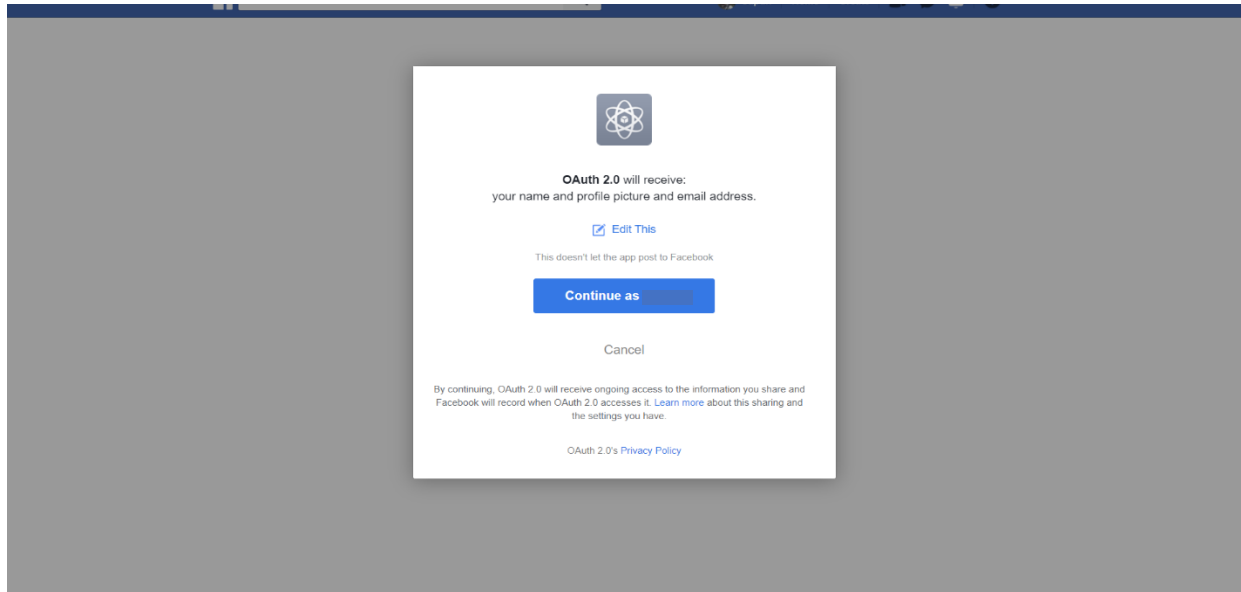 OAuth 2.0 will receive:
your name and profile picture and email address.
Edit This
This doesn't let the app post to Facebook
Continue as
Cancel
By continuing, OAuth 2.0 will receive ongoing access to the information you share and
Facebook will record when OAuth 2.0 accesses it. Learn more about this sharing and
the settings you have.
OAuth 2.0's Privacy Policy